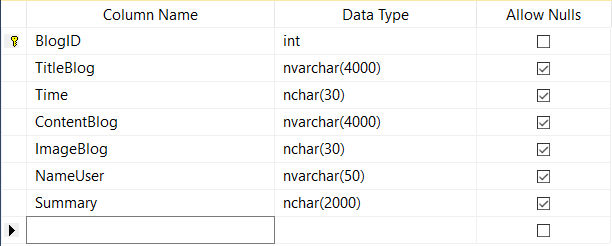 Column Name Data Type Allow Nulls
BlogID int
TitleBlog nvarchar(4000)
Time nchar(30)
ContentBlog nvarchar(4000)
ImageBlog nchar(30)
NameUser nvarchar(50)
Summary nchar(2000)